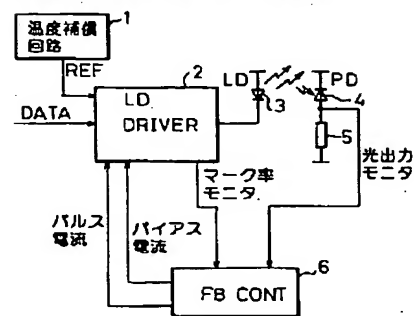 温度補償
回路
1
REF
2
LD
DRIVER
DATA
LD
3
PD
4
5
光出力
モニタ
マーク率
モニタ
パルス
電流
バイアス
電流
6
FB CONT